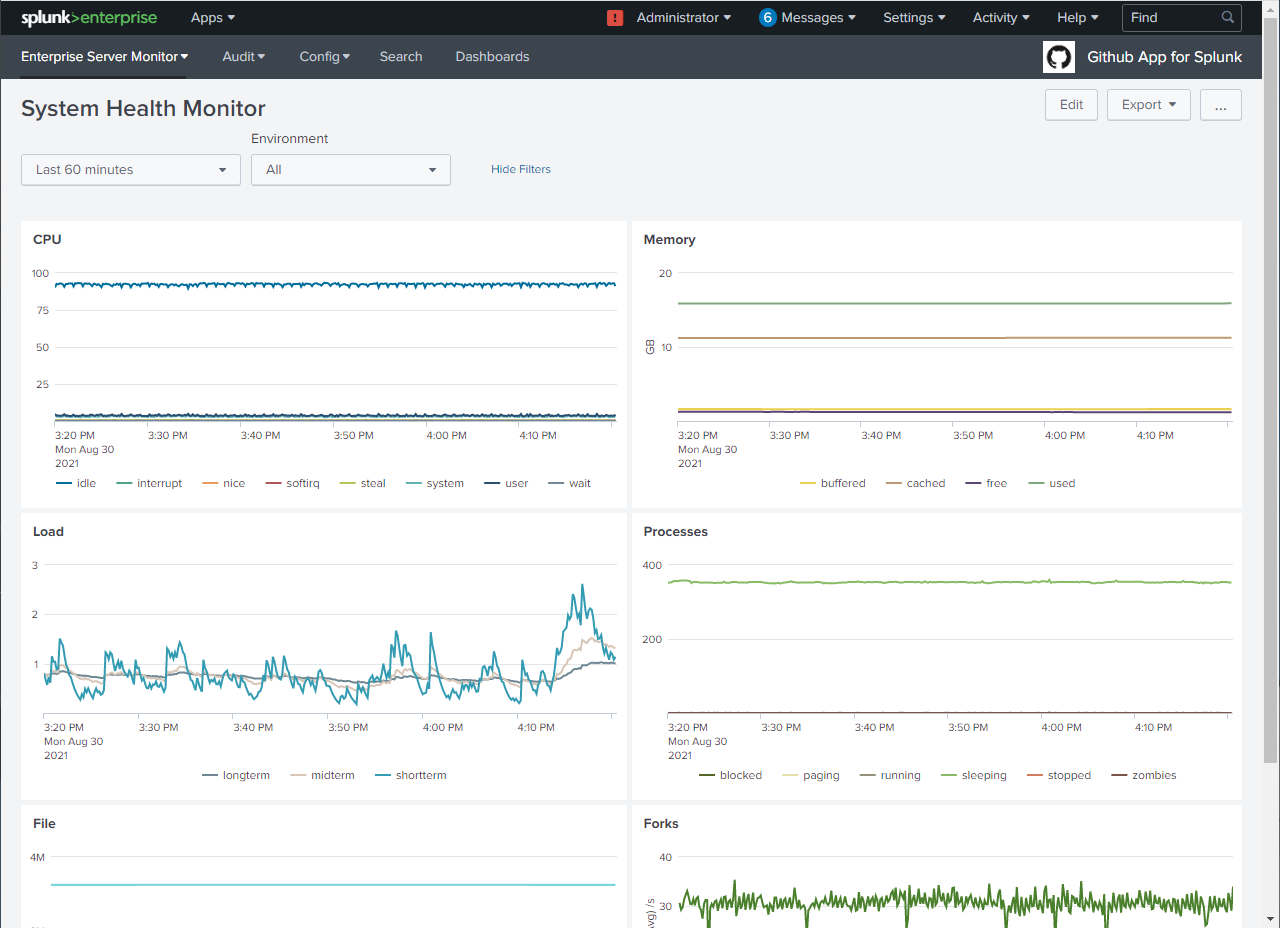 splunk>enterprise Apps ! Administrator 6 Messages Settings Activity Help Find
Enterprise Server Monitor Audit Config Search Dashboards Github App for Splunk
System Health Monitor Edit Export ...
Environment
Last 60 minutes All Hide Filters
CPU
100
75
50
25
3:20 PM 3:30 PM 3:40 PM 3:50 PM 4:00 PM 4:10 PM
Mon Aug 30
2021
idle interrupt nice softirq steal system user wait
Memory
20
GB
10
3:20 PM 3:30 PM 3:40 PM 3:50 PM 4:00 PM 4:10 PM
Mon Aug 30
2021
buffered cached free used
Load
3
2
1
3:20 PM 3:30 PM 3:40 PM 3:50 PM 4:00 PM 4:10 PM
Mon Aug 30
2021
longterm midterm shortterm
Processes
400
200
3:20 PM 3:30 PM 3:40 PM 3:50 PM 4:00 PM 4:10 PM
Mon Aug 30
2021
blocked paging running sleeping stopped zombies
File
4M
Forks
40
30